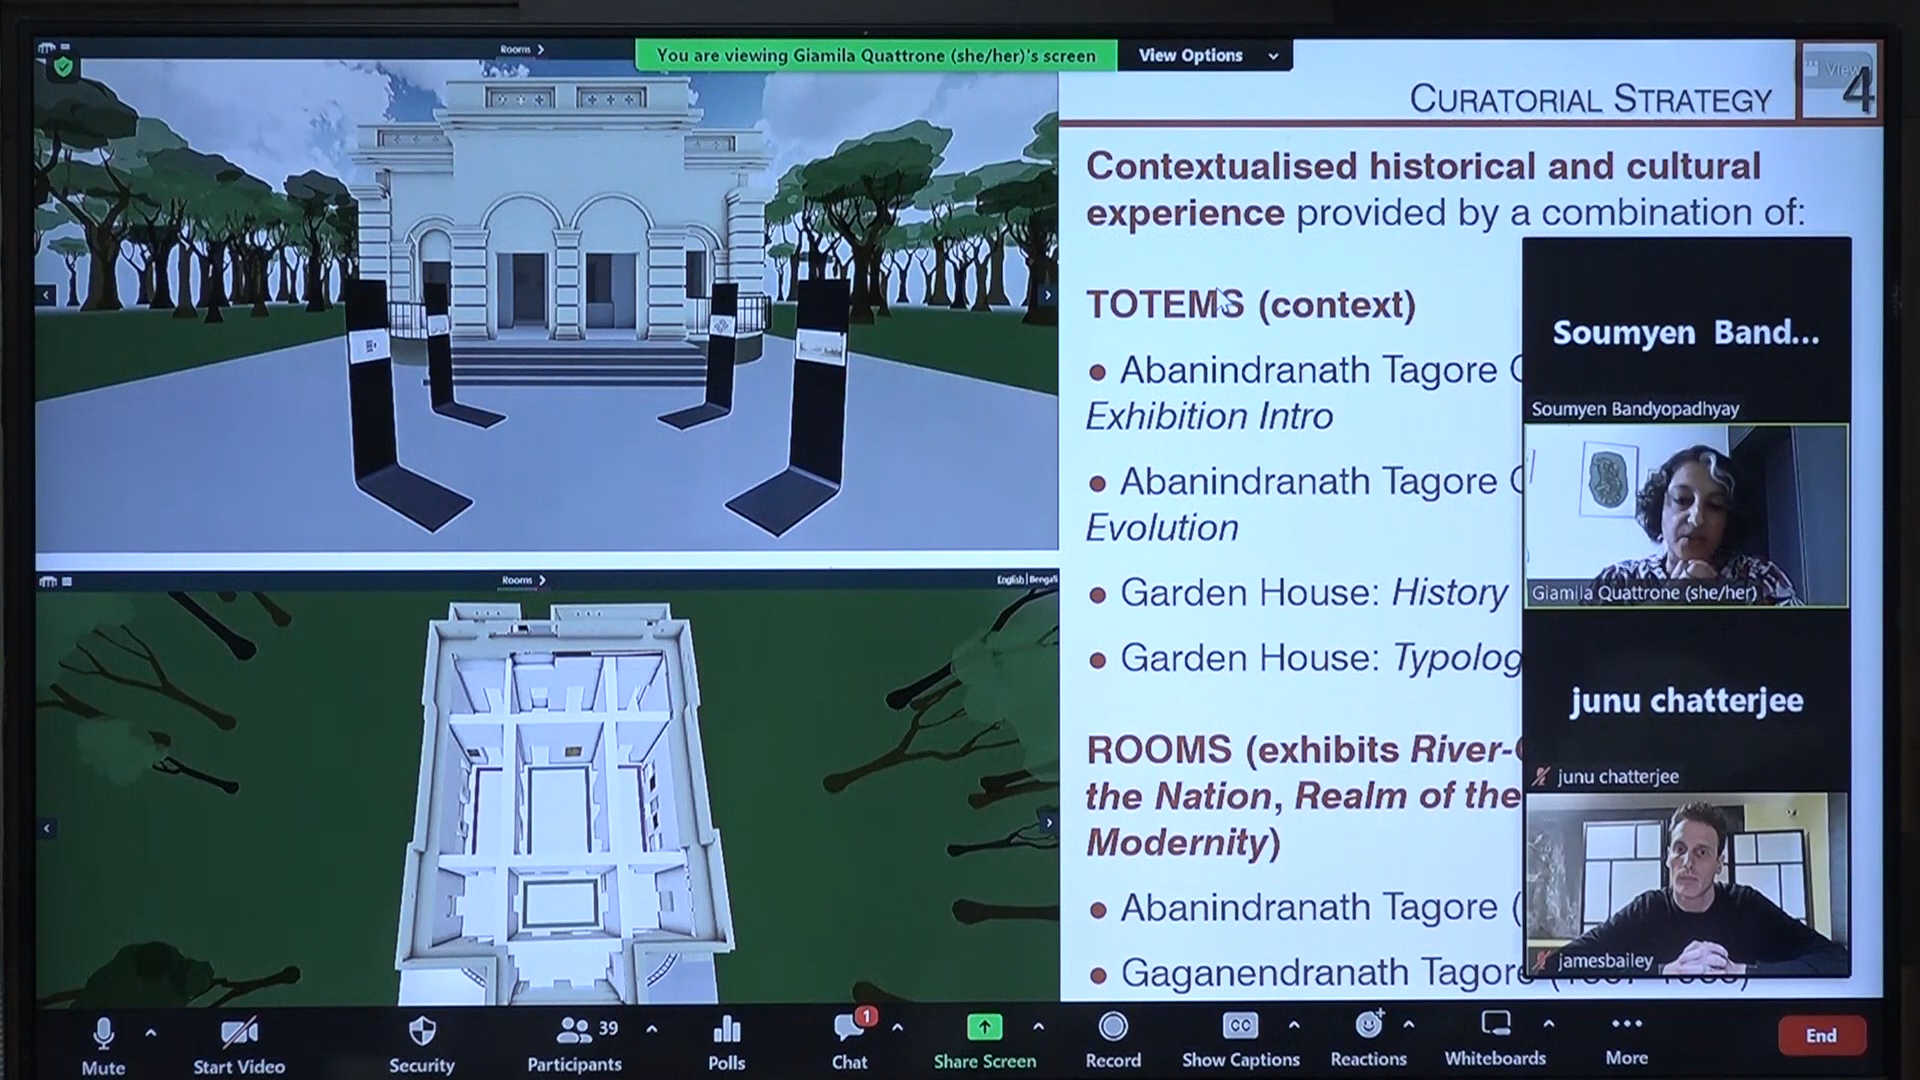 Rooms
You are viewing Giamila Quattrone (she/her)'s screen
View Options
View
CURATORIAL STRATEGY
4
Contextualised historical and cultural
experience provided by a combination of:
TOTEMS (context)
• Abanindranath Tagore
Exhibition Intro
• Abanindranath Tagore
Evolution
• Garden House: History
• Garden House:
ROOMS (exhibits
the Nation, Realm of the
Modernity)
• Abanindranath Tagore (
• Gaganendranath Tagore
Soumyen Band...
Soumyen Bandyopadhyay
Giamila Quattrone (she/her)
junu chatterjee
junu chatterjee
jamesbailey
Rooms
English | Bengali
Mute
Start Video
Security
39
Participants
Polls
1
Chat
Share Screen
Record
CC
Show Captions
Reactions
Whiteboards
More
End